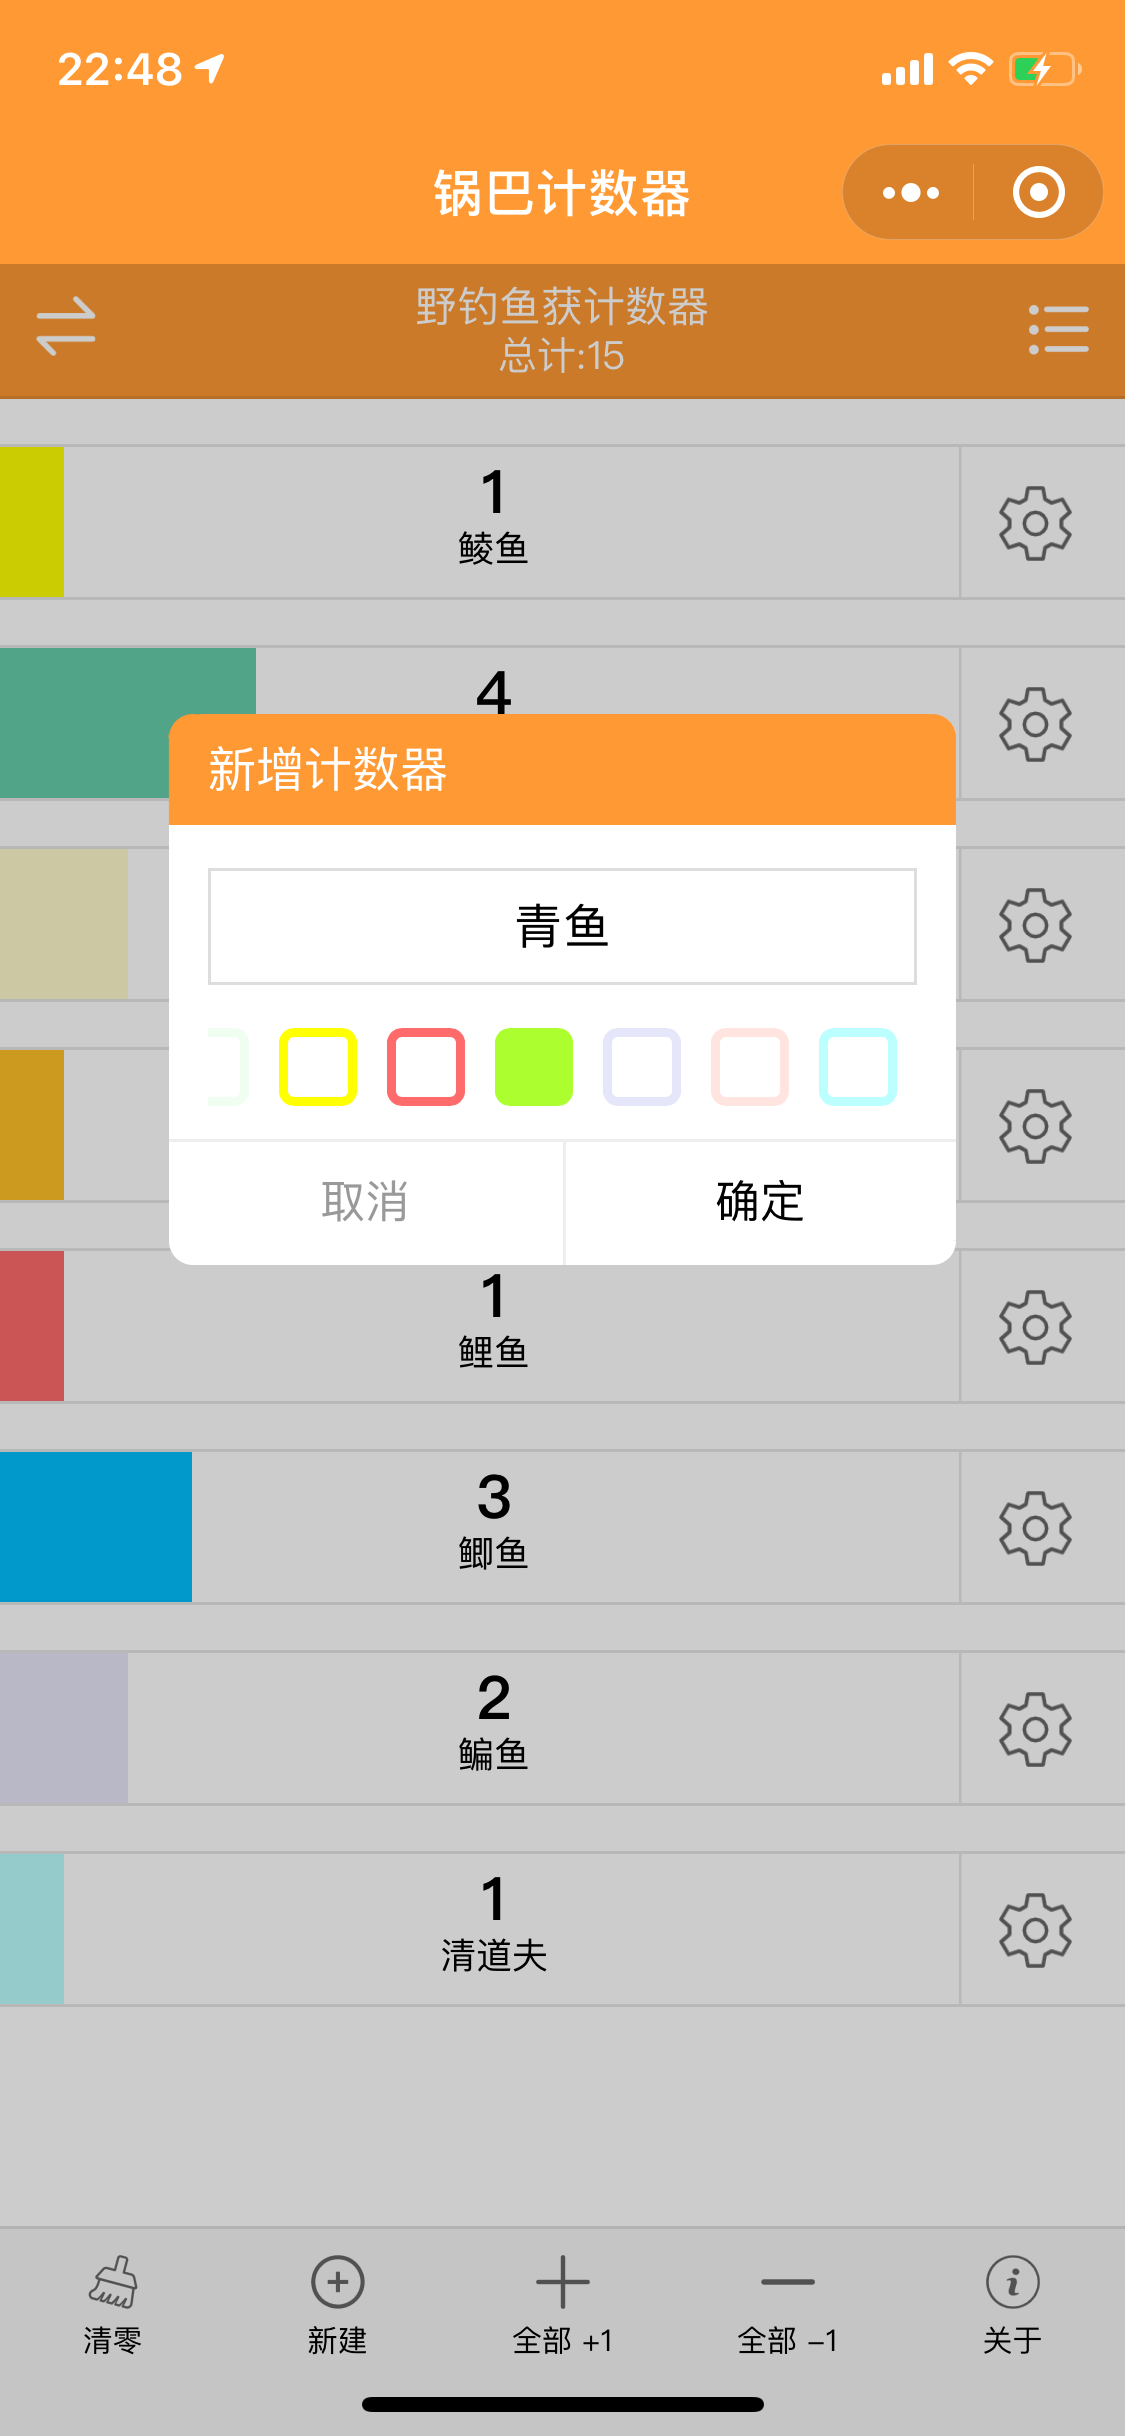 22:48
锅巴计数器
野钓鱼获计数器
总计:15
1
鲮鱼
4
新增计数器
青鱼
取消
确定
1
鲤鱼
3
鲫鱼
2
鳊鱼
1
清道夫
清零
新建
全部 +1
全部 -1
关于